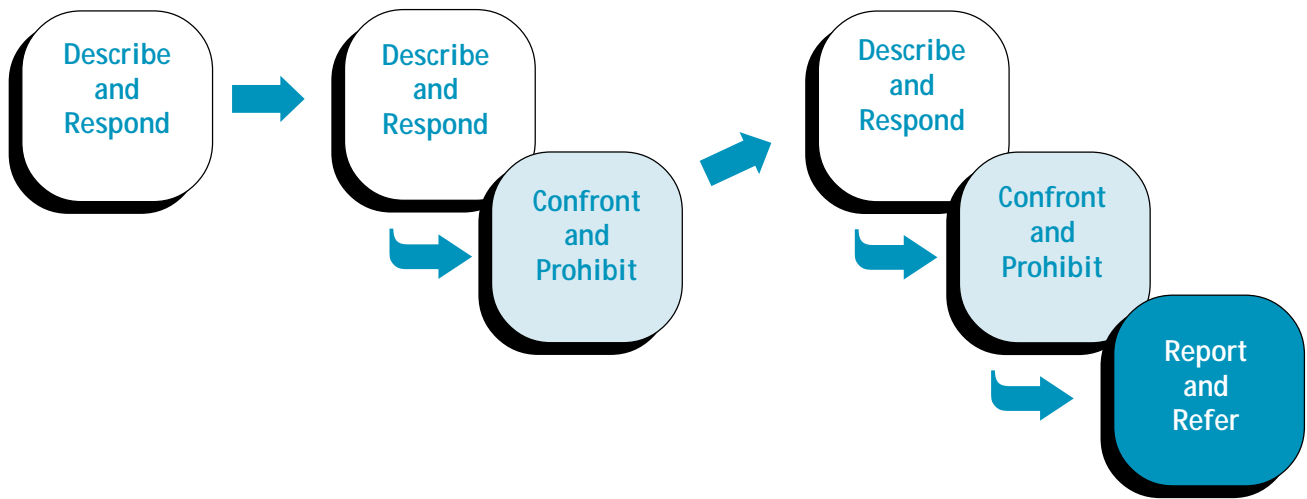 Describe
and
Respond
Describe
and
Respond
Confront
and
Prohibit
Describe
and
Respond
Confront
and
Prohibit
Report
and
Refer